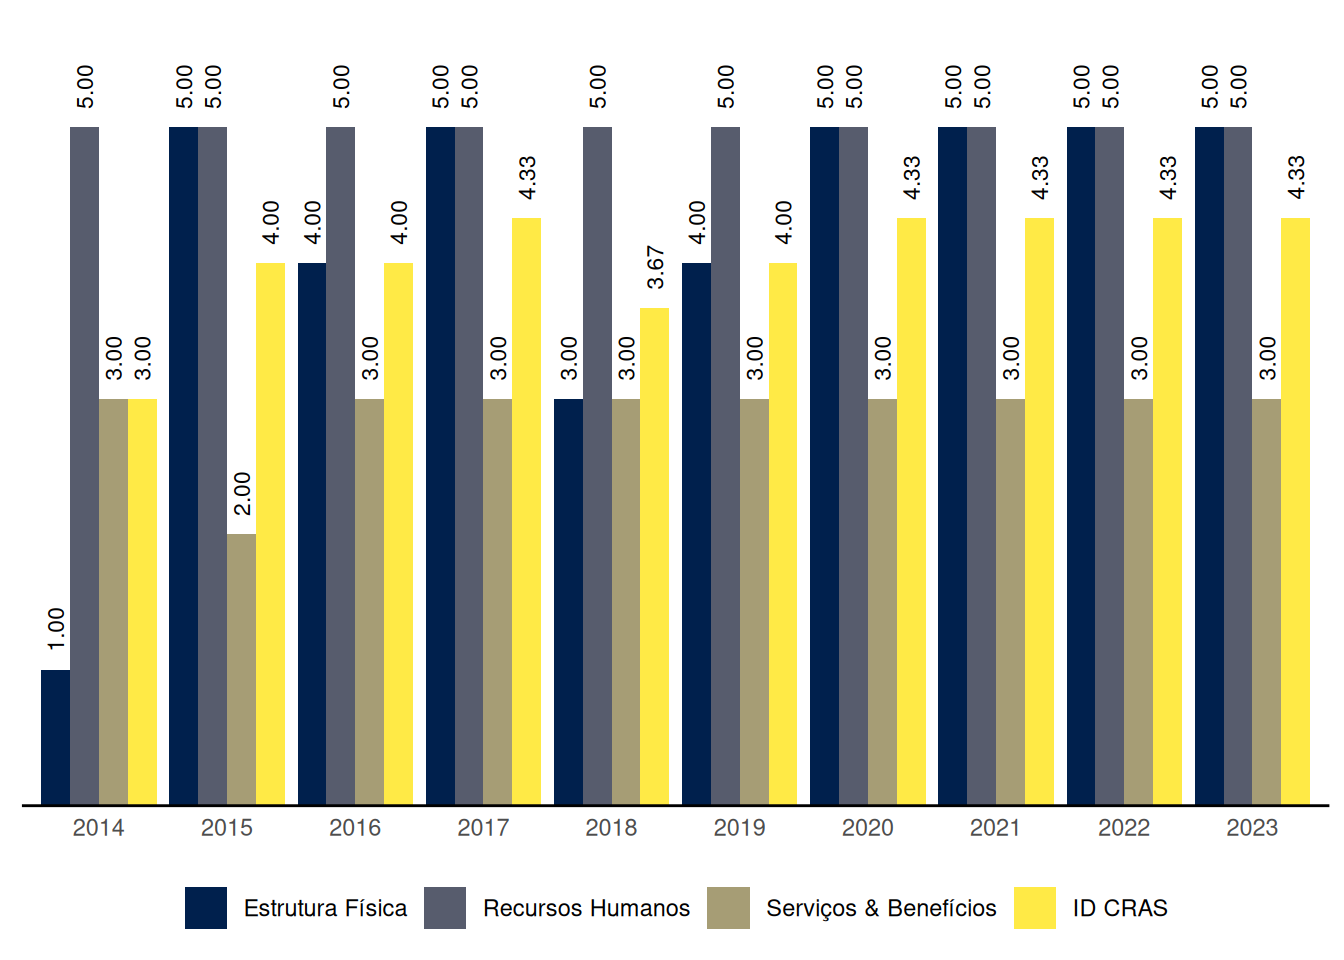 5.00 5.00 5.00 5.00 5.00 5.00 5.00 5.00 5.00 5.00 5.00 5.00 5.00 5.00 5.00 5.00
4.33 4.33 4.33 4.33 4.33
4.00 4.00 4.00 4.00 4.00
3.67
3.00 3.00 3.00 3.00 3.00 3.00 3.00 3.00 3.00 3.00 3.00
2.00
1.00
2014 2015 2016 2017 2018 2019 2020 2021 2022 2023
Estrutura Física Recursos Humanos Serviços & Benefícios ID CRAS